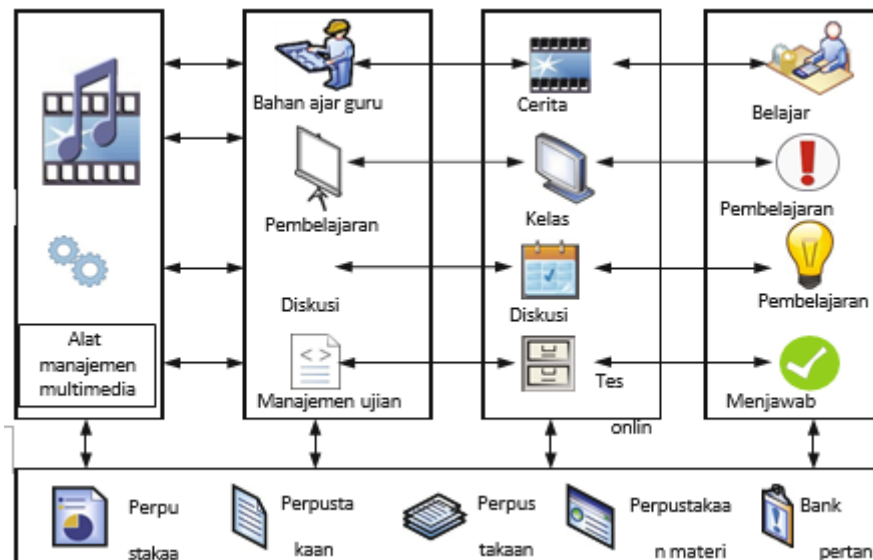 Alat
manajemen
multimedia
Bahan ajar guru
Pembelajaran
Diskusi
Manajemen ujian
Cerita
Kelas
Diskusi
Tes
onlin
Belajar
Pembelajaran
Pembelajaran
Menjawab
Perpu
stakaa
Perpusta
kaan
Perpus
takaan
Perpustakaa
n materi
Bank
pertan